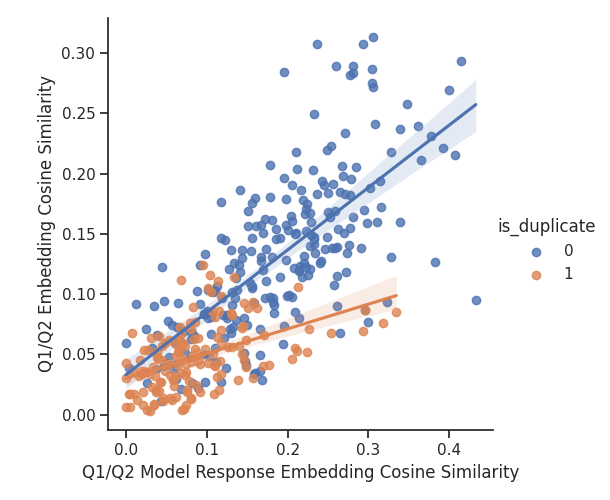 0.30
0.25
0.20
0.15
0.10
0.05
0.00
Q1/Q2 Embedding Cosine Similarity
0.0 0.1 0.2 0.3 0.4
Q1/Q2 Model Response Embedding Cosine Similarity
is_duplicate
0
1